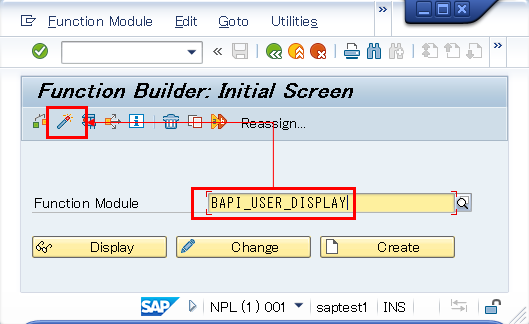 Function Module Edit Goto Utilities »
« »
Function Builder: Initial Screen
Reassign...
Function Module BAPI_USER_DISPLAY
Display Change Create
SAP NPL (1) 001 saptest1 INS